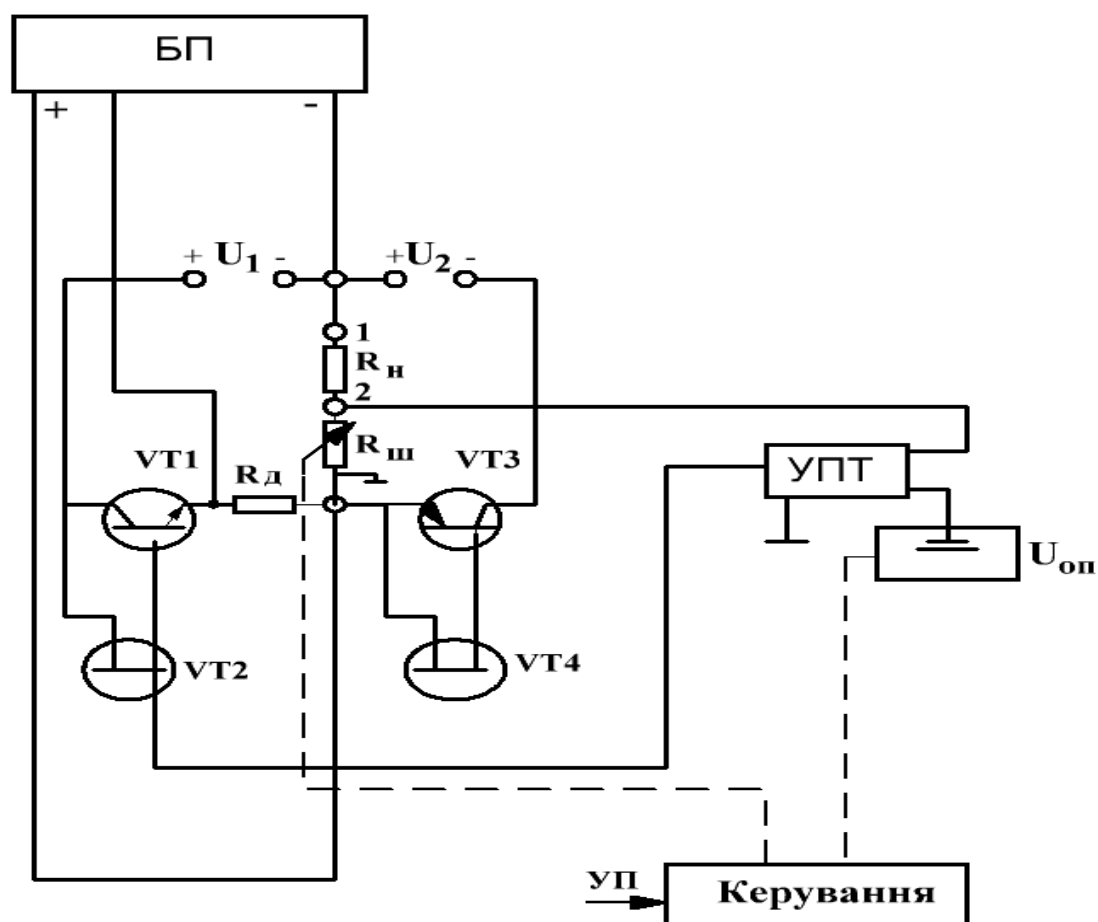 БП
+ -
+ U1 - +U2 -
1
Rн
2
Rш
VT1 Rд VT3
УПТ
Uоп
VT2 VT4
УП Керування